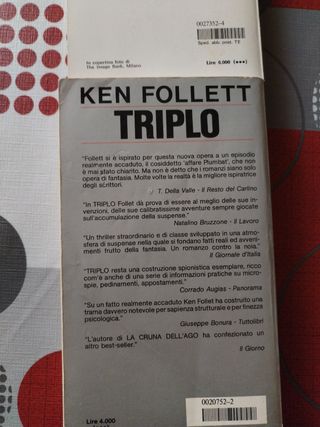 0027352-4
Sped. abb. post. TE
In copertina foto di
The Image Bank, Milano
Lire 4.000 (•••)
KEN FOLLETT
TRIPLO
"Follett si è ispirato per questa nuova opera a un episodio
realmente accaduto, il cosiddetto 'affare Plumbat', che non
è mai stato chiarito. Ma non è detto che i romanzi siano solo
opera di fantasia. Molte volte la realtà è la migliore ispiratrice
degli scrittori.
T. Della Valle - Il Resto del Carlino
"In TRIPLO Follet dà prova di essere al meglio delle sue in-
venzioni, delle sue calibratissime avventure sempre giocate
sull'accumulazione della suspense."
Natalino Bruzzone - Il Lavoro
"Un thriller straordinario e di classe sviluppato in una atmo-
sfera di suspense nella quale si fondano fatti reali ed avveni-
menti frutto della fantasia. Un romanzo contro la noia."
Il Giornale d'Italia
"TRIPLO resta una costruzione spionistica esemplare, ricca
com'è anche di una serie di informazioni pratiche su micro-
spie, pedinamenti, appostamenti."
Corrado Augias - Panorama
"Su un fatto realmente accaduto Ken Follet ha costruito una
trama davvero notevole per sapienza strutturale e per finezza
psicologica."
Giuseppe Bonura - Tuttolibri
"L'autore di LA CRUNA DELL'AGO ha confezionato un
altro best-seller."
Il Giorno
Lire 4.000
0020752-2